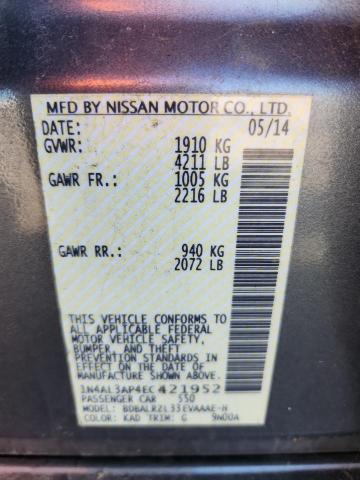 MFD BY NISSAN MOTOR CO., LTD.
DATE: 05/14
GVWR: 1910 KG
4211 LB
GAWR FR.: 1005 KG
2216 LB
GAWR RR.: 940 KG
2072 LB
THIS VEHICLE CONFORMS TO
ALL APPLICABLE FEDERAL
MOTOR VEHICLE SAFETY,
BUMPER, AND THEFT
PREVENTION STANDARDS
IN EFFECT ON THE DATE OF
MANUFACTURE SHOWN ABOVE.
1N4AL3AP4EC421952
PASSENGER CAR 550
MODEL: BDBALRZL33EVAAAE-N
COLOR: KAD TRIM: G 9N00A